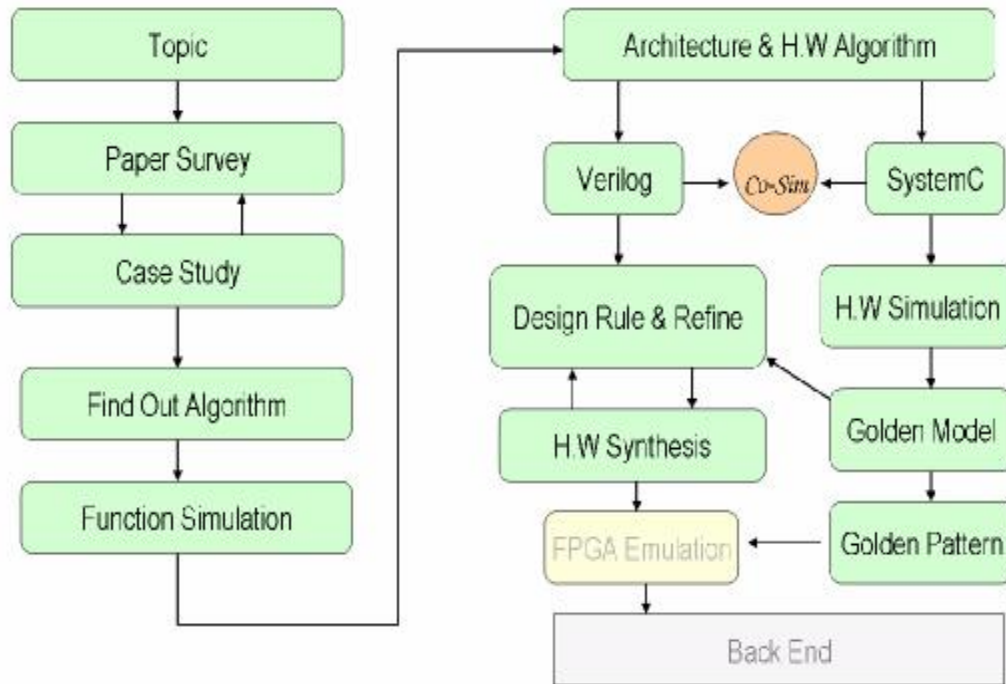 Topic
Paper Survey
Case Study
Find Out Algorithm
Function Simulation
Architecture & H.W Algorithm
Verilog
Co-Sim
SystemC
Design Rule & Refine
H.W Simulation
H.W Synthesis
Golden Model
FPGA Emulation
Golden Pattern
Back End